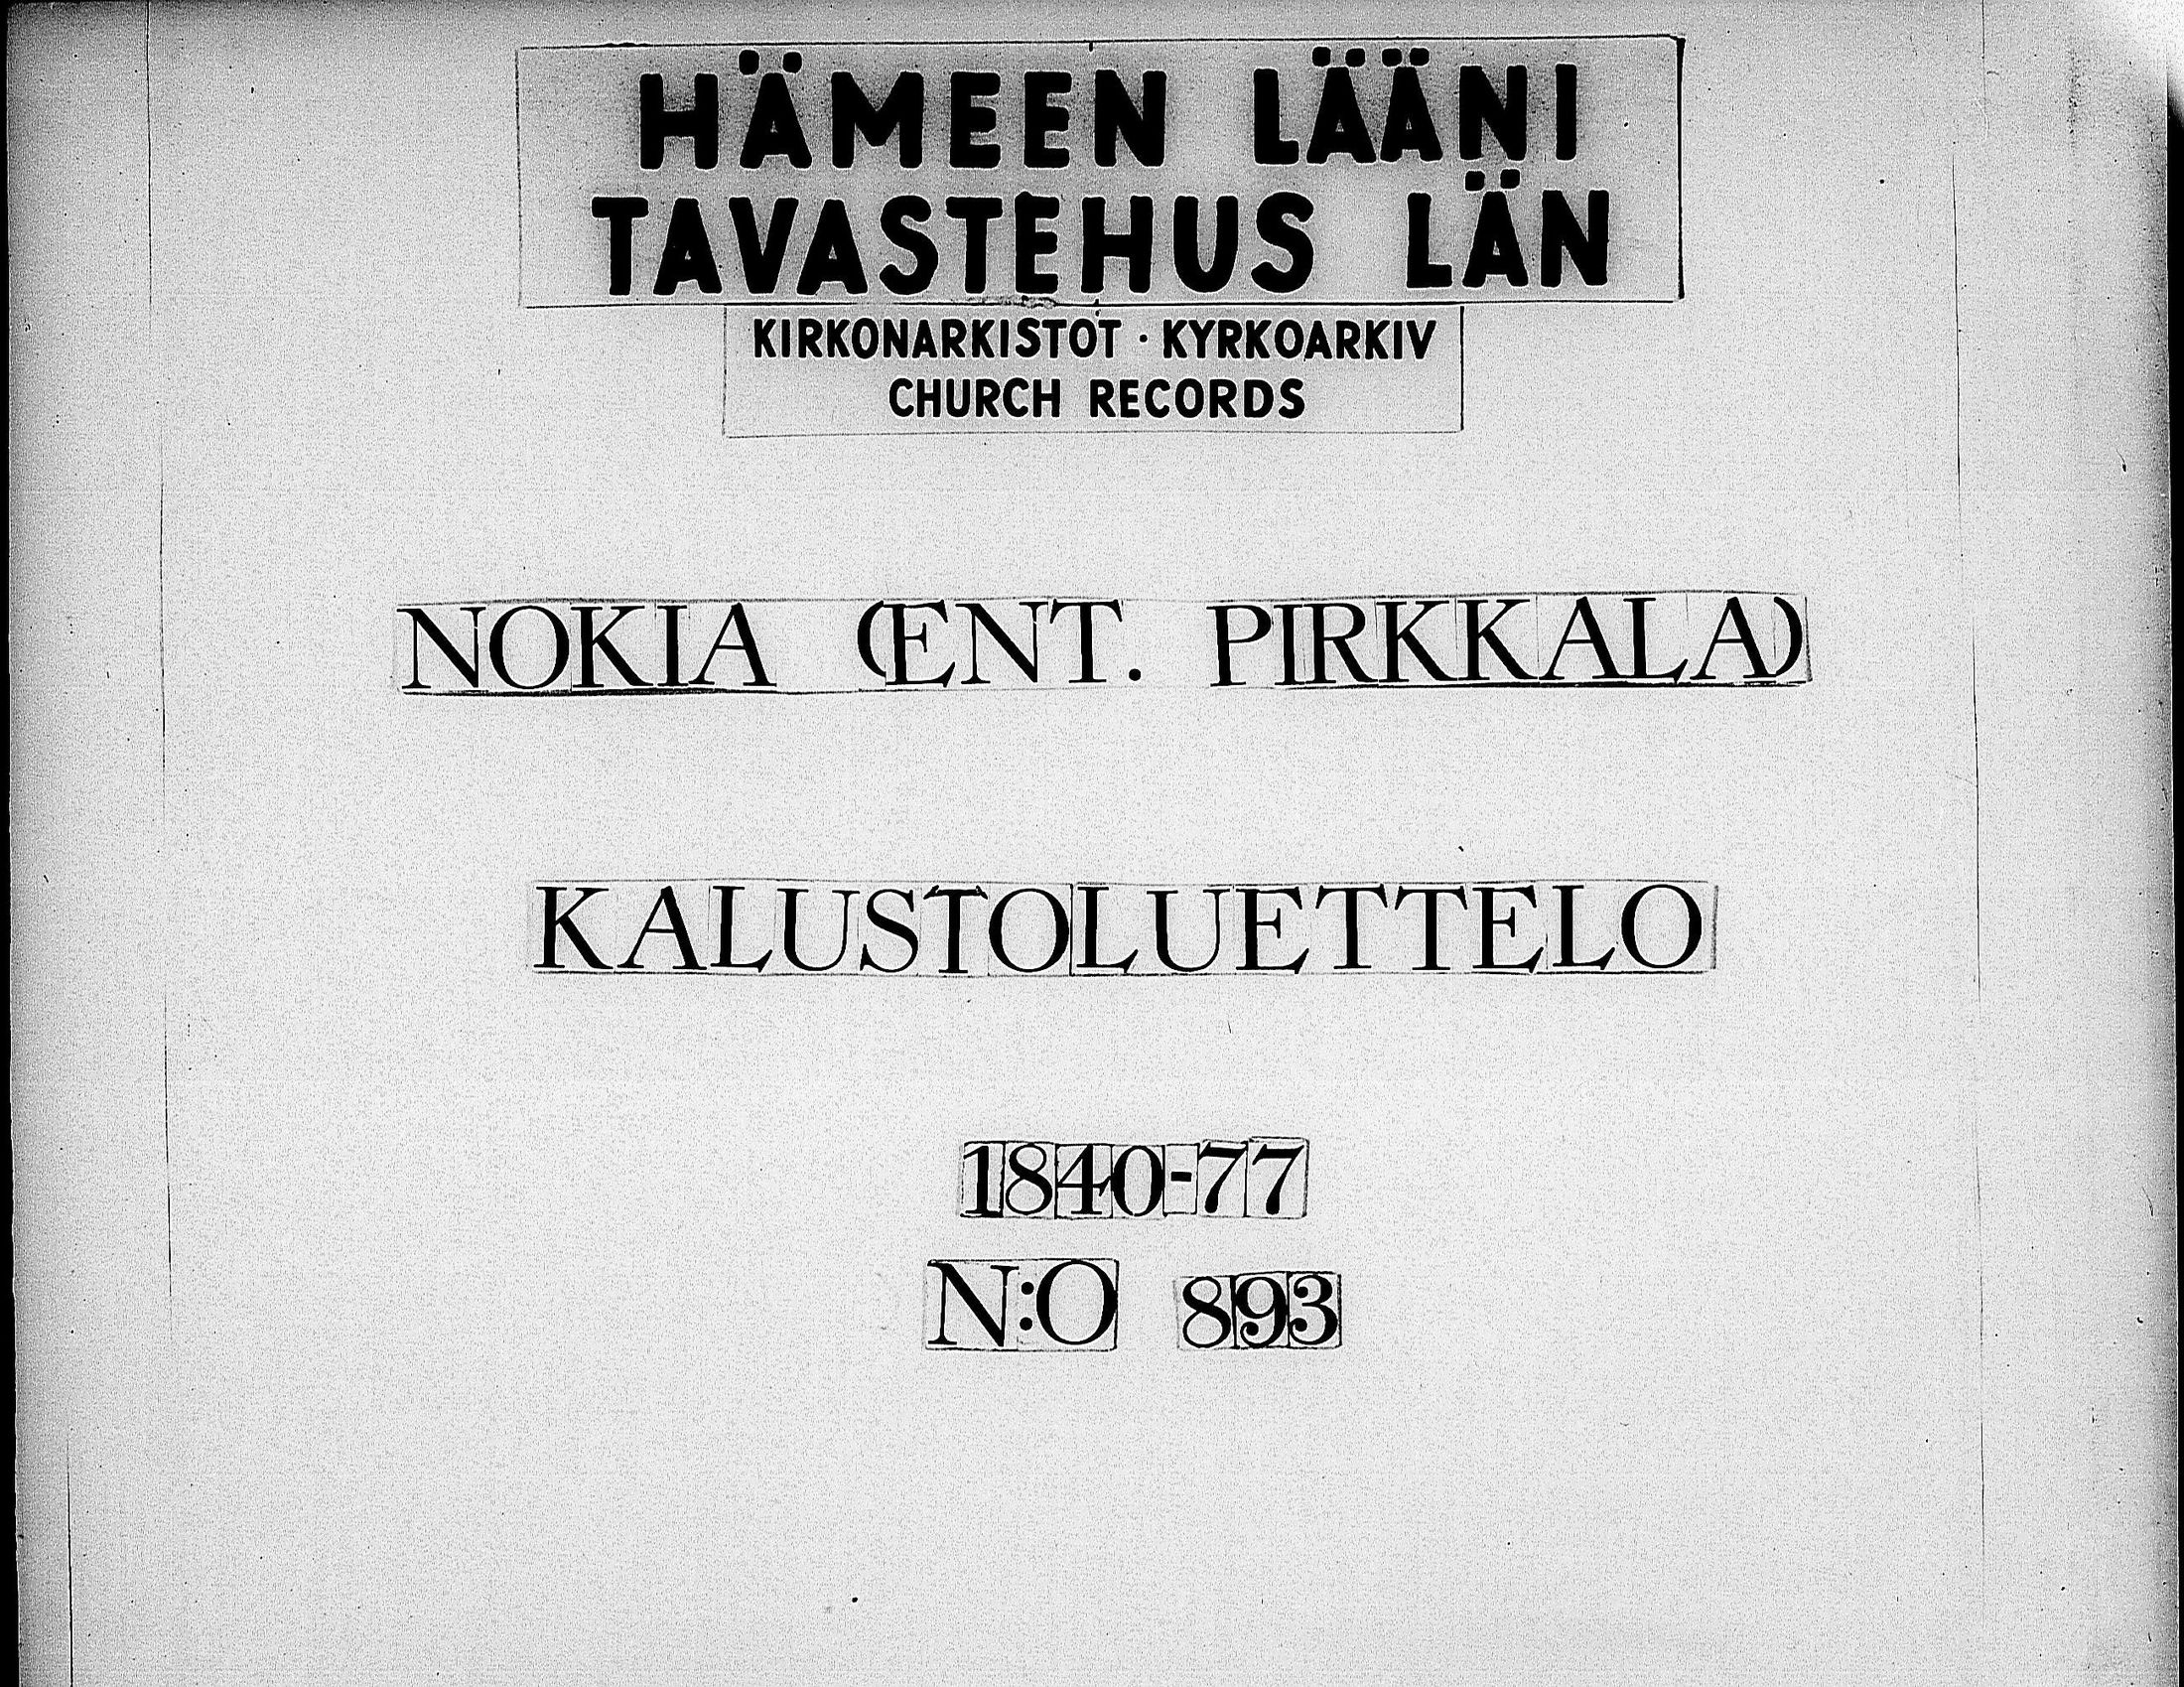 HÄMEEN LÄÄNI
TAVASTEHUS LÄN
KIRKONARKISTOT · KYRKOARKIV
CHURCH RECORDS
NOKIA (ENT. PIRKKALA)
KALUSTOLUETTELO
1840-77
N:O 893